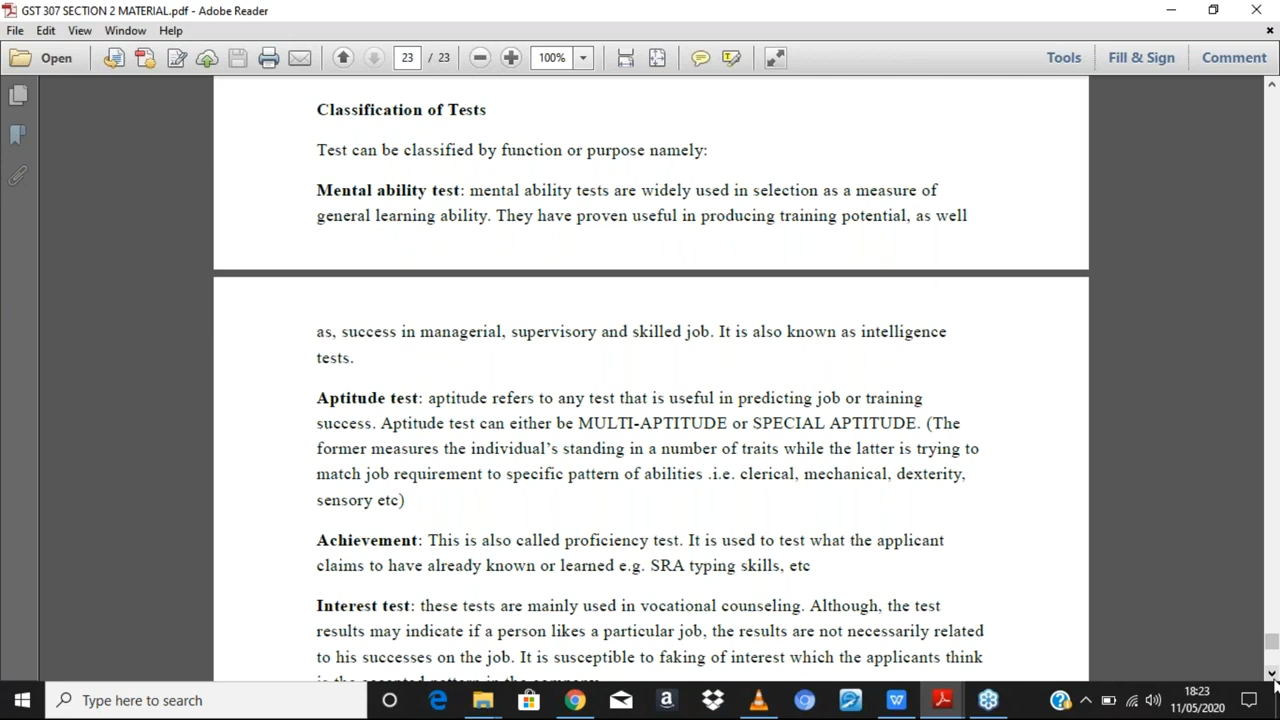 GST 307 SECTION 2 MATERIAL.pdf - Adobe Reader
File Edit View Window Help
Open 23 / 23 100% Tools Fill & Sign Comment
Classification of Tests
Test can be classified by function or purpose namely:
Mental ability test: mental ability tests are widely used in selection as a measure of
general learning ability. They have proven useful in producing training potential, as well
as, success in managerial, supervisory and skilled job. It is also known as intelligence
tests.
Aptitude test: aptitude refers to any test that is useful in predicting job or training
success. Aptitude test can either be MULTI-APTITUDE or SPECIAL APTITUDE. (The
former measures the individual's standing in a number of traits while the latter is trying to
match job requirement to specific pattern of abilities .i.e. clerical, mechanical, dexterity,
sensory etc)
Achievement: This is also called proficiency test. It is used to test what the applicant
claims to have already known or learned e.g. SRA typing skills, etc
Interest test: these tests are mainly used in vocational counseling. Although, the test
results may indicate if a person likes a particular job, the results are not necessarily related
to his successes on the job. It is susceptible to faking of interest which the applicants think
Type here to search
18:23
11/05/2020